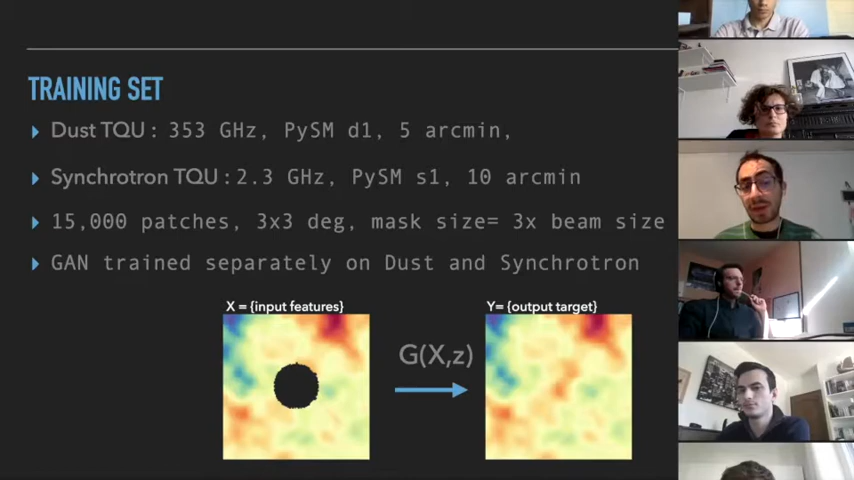 TRAINING SET
Dust TQU : 353 GHz, PySM d1, 5 arcmin,
Synchrotron TQU : 2.3 GHz, PySM s1, 10 arcmin
15,000 patches, 3x3 deg, mask size= 3x beam size
GAN trained separately on Dust and Synchrotron
X = {input features}
Y= {output target}
G(X,z)